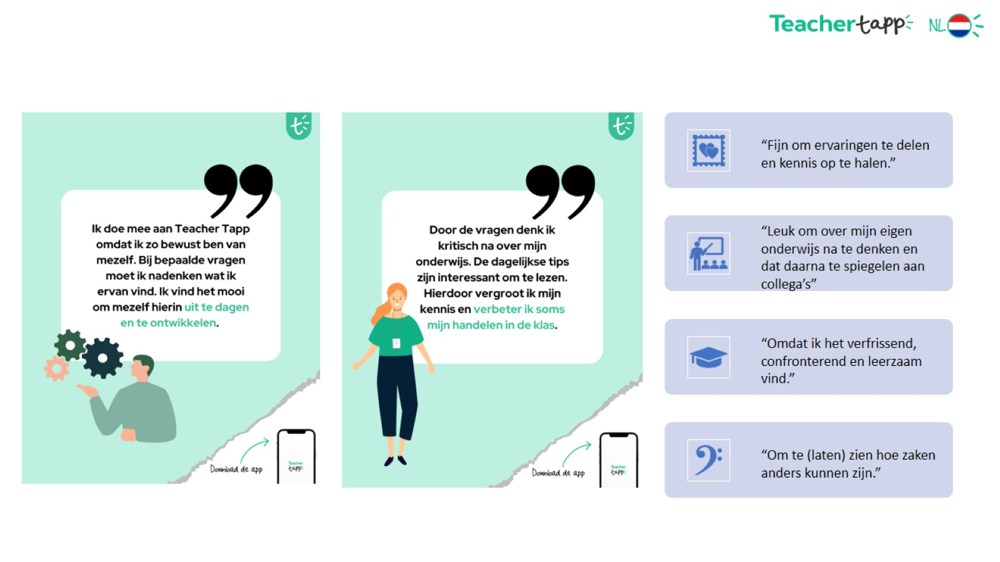 Teachertapp NL
t
Ik doe mee aan Teacher Tapp
omdat ik zo bewust ben van
mezelf. Bij bepaalde vragen
moet ik nadenken wat ik
ervan vind. Ik vind het mooi
om mezelf hierin uit te dagen
en te ontwikkelen.
Download de app
Teacher
tapp
t
Door de vragen denk ik
kritisch na over mijn
onderwijs. De dagelijkse tips
zijn interessant om te lezen.
Hierdoor vergroot ik mijn
kennis en verbeter ik soms
mijn handelen in de klas.
Download de app
Teacher
tapp
“Fijn om ervaringen te delen
en kennis op te halen.”
“Leuk om over mijn eigen
onderwijs na te denken en
dat daarna te spiegelen aan
collega’s”
“Omdat ik het verfrissend,
confronterend en leerzaam
vind.”
“Om te (laten) zien hoe zaken
anders kunnen zijn.”